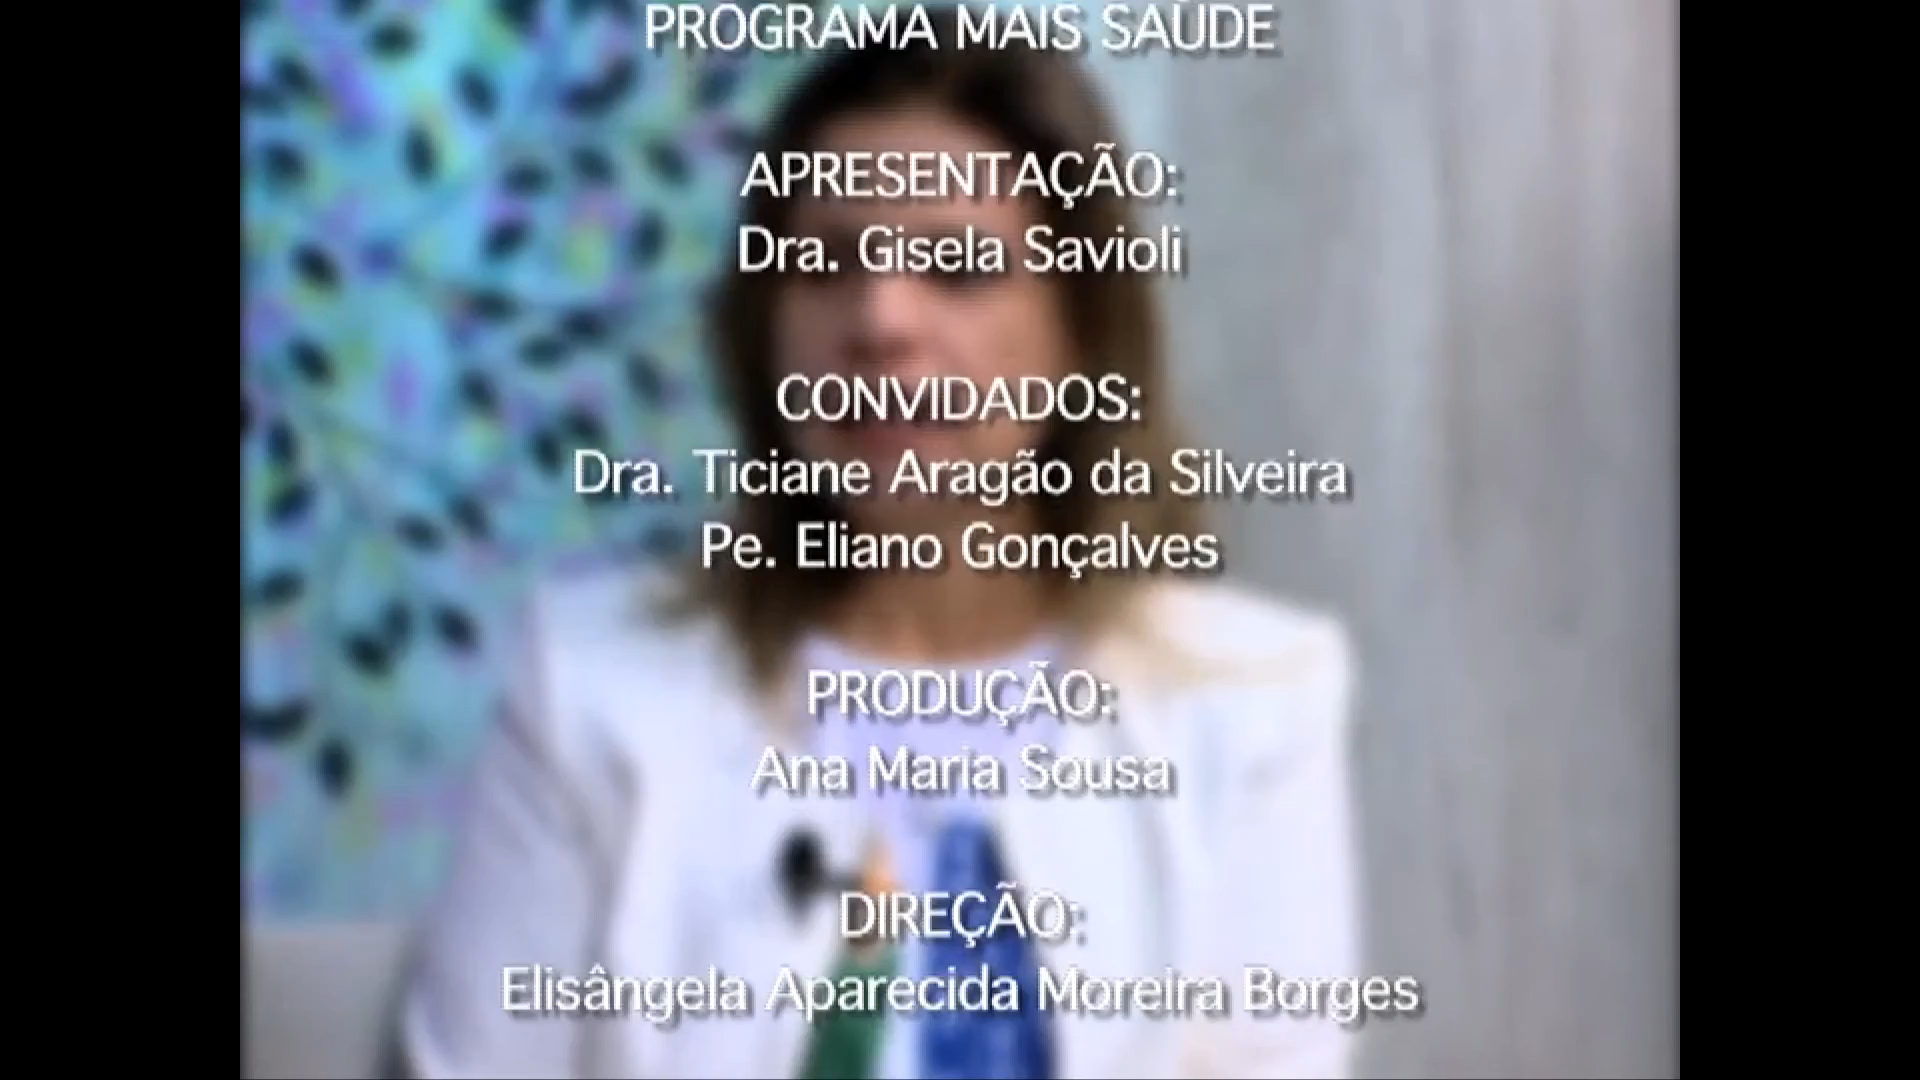 PROGRAMA MAIS SAÚDE
APRESENTAÇÃO:
Dra. Gisela Savioli
CONVIDADOS:
Dra. Ticiane Aragão da Silveira
Pe. Eliano Gonçalves
PRODUÇÃO:
Ana Maria Sousa
DIREÇÃO:
Elisângela Aparecida Moreira Borges